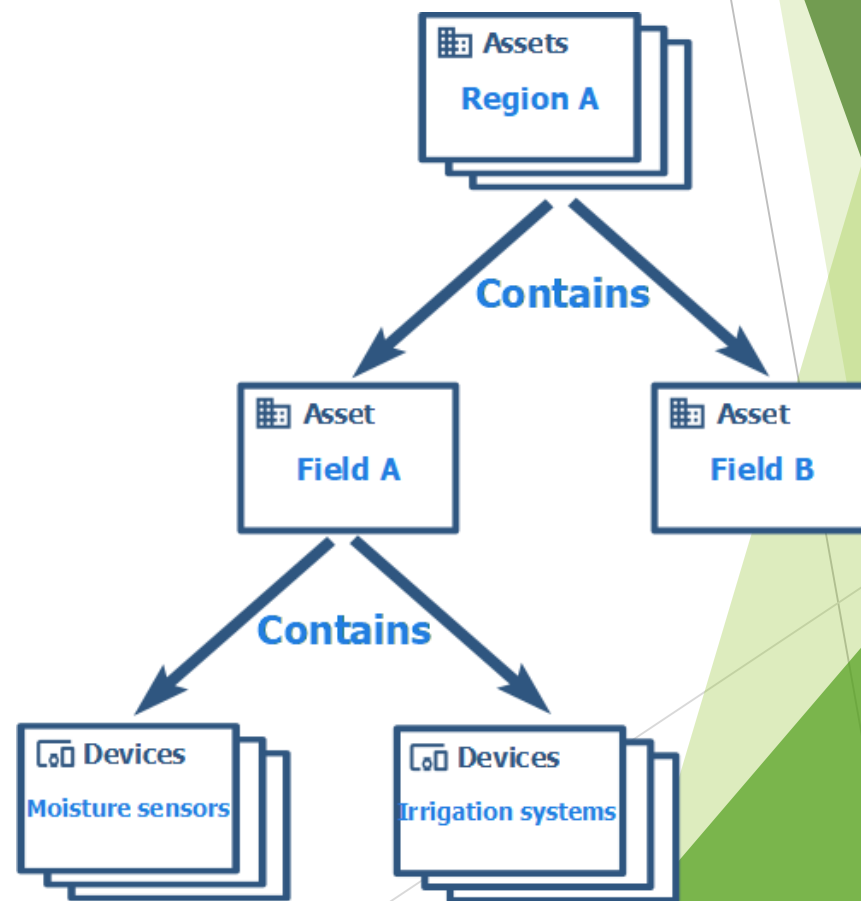 Assets
Region A
Contains
Asset
Field A
Asset
Field B
Contains
Devices
Moisture sensors
Devices
Irrigation systems